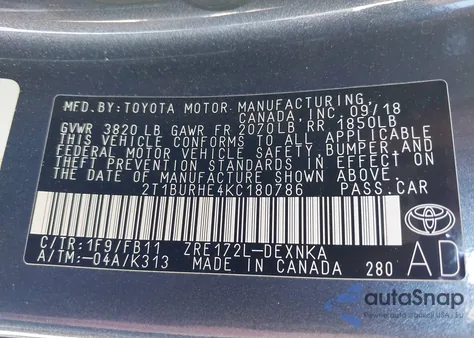 MFD.BY:TOYOTA MOTOR MANUFACTURING
CANADA,INC. 09/18
GVWR 3820LB GAWR FR 2070LB RR 1850LB
THIS VEHICLE CONFORMS TO ALL APPLICABLE
FEDERAL MOTOR VEHICLE SAFETY, BUMPER, AND
THEFT PREVENTION STANDARDS IN EFFECT ON
THE DATE OF MANUFACTURE SHOWN ABOVE.
2T1BURHE4KC180786 PASS.CAR
C/TR:1F9/FB11 ZRE172L-DEXNKA
A/TM:-04A/K313 MADE IN CANADA 280
AD
TOYOTA
autoSnap